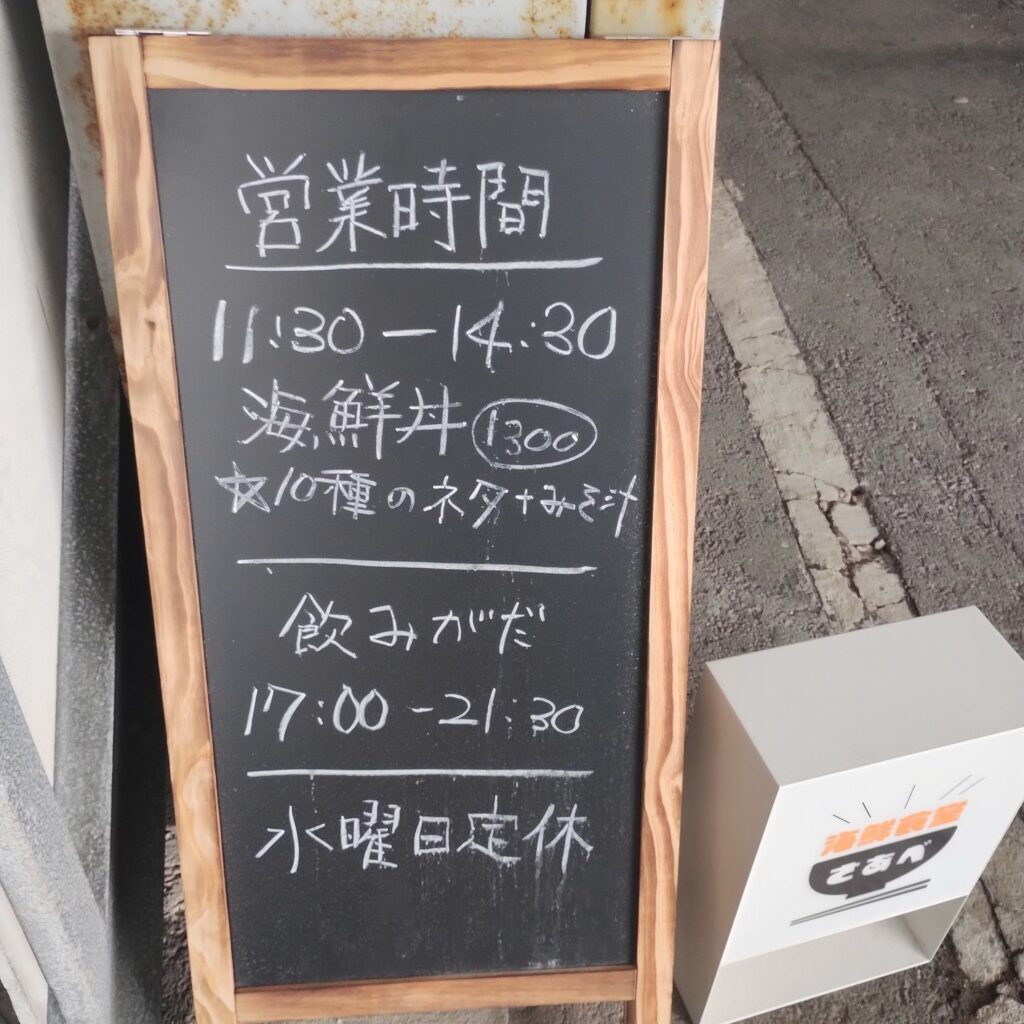 営業時間
11:30－14:30
海鮮丼 1300
☆10種のネタ+みそ汁
飲みがだ
17:00－21:30
水曜日定休
海鮮食堂